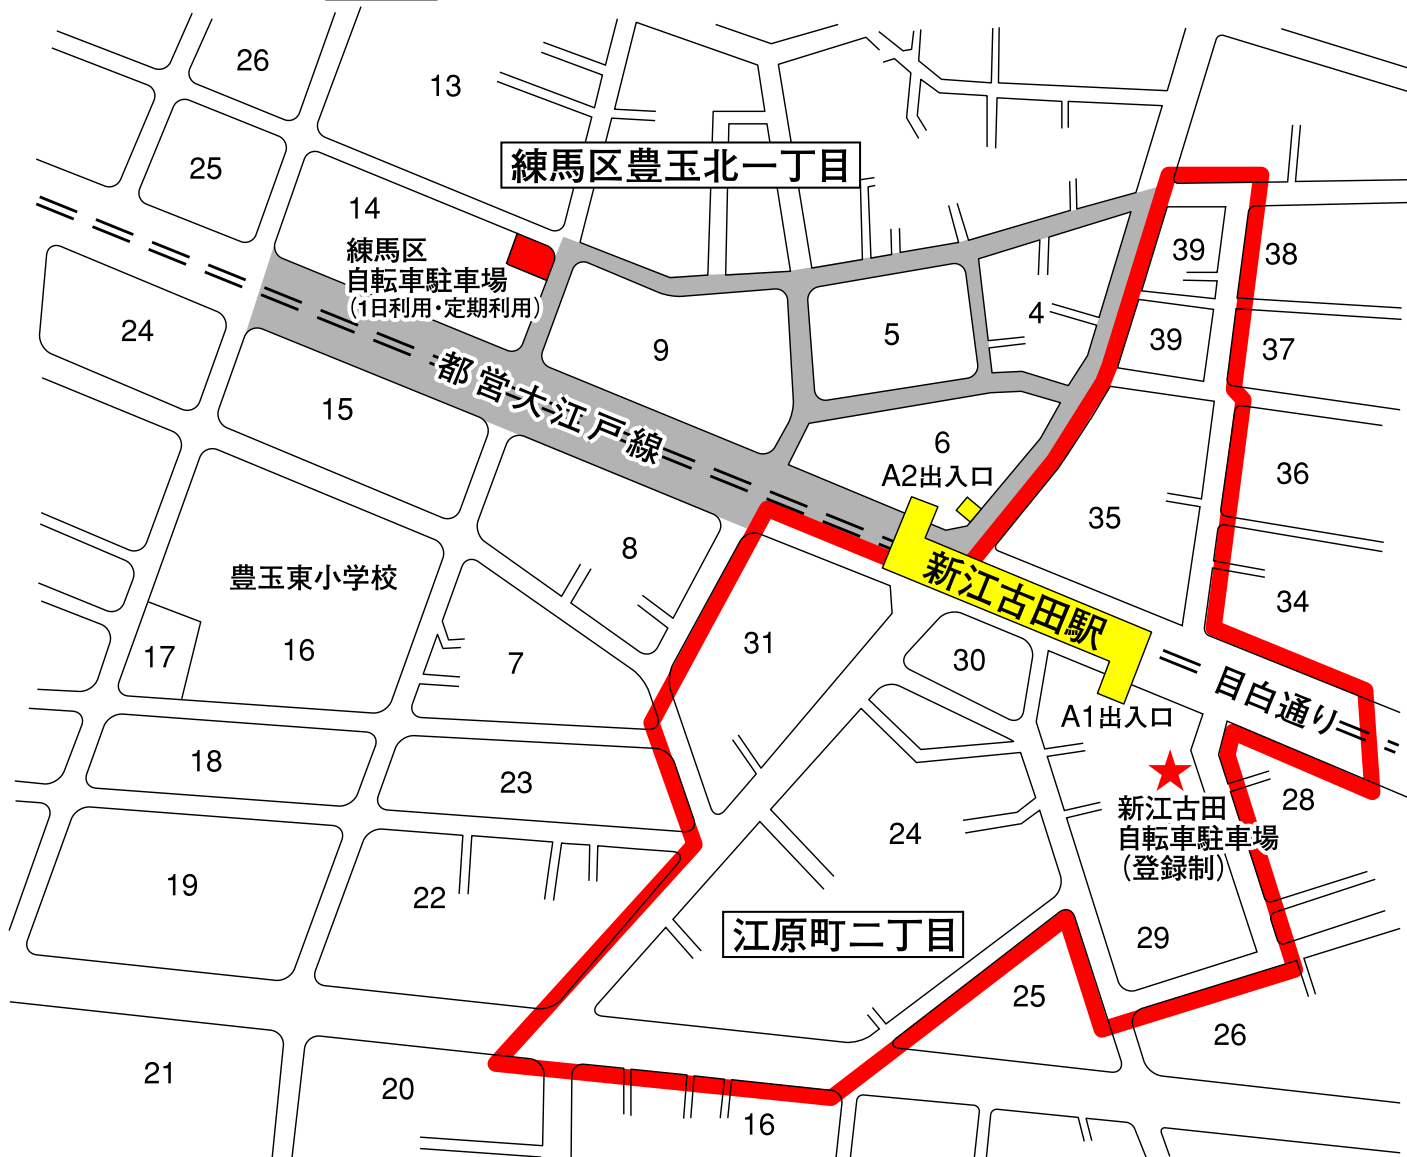 26
13
25
練馬区豊玉北一丁目
14
練馬区
自転車駐車場
(1日利用・定期利用)
39
38
24
4
5
39
37
9
15
都営大江戸線
6
A2出入口
36
35
8
新江古田駅
豊玉東小学校
34
31
17
16
7
30
目白通り
A1出入口
18
23
28
新江古田
自転車駐車場
(登録制)
24
19
22
江原町二丁目
29
25
26
21
20
16